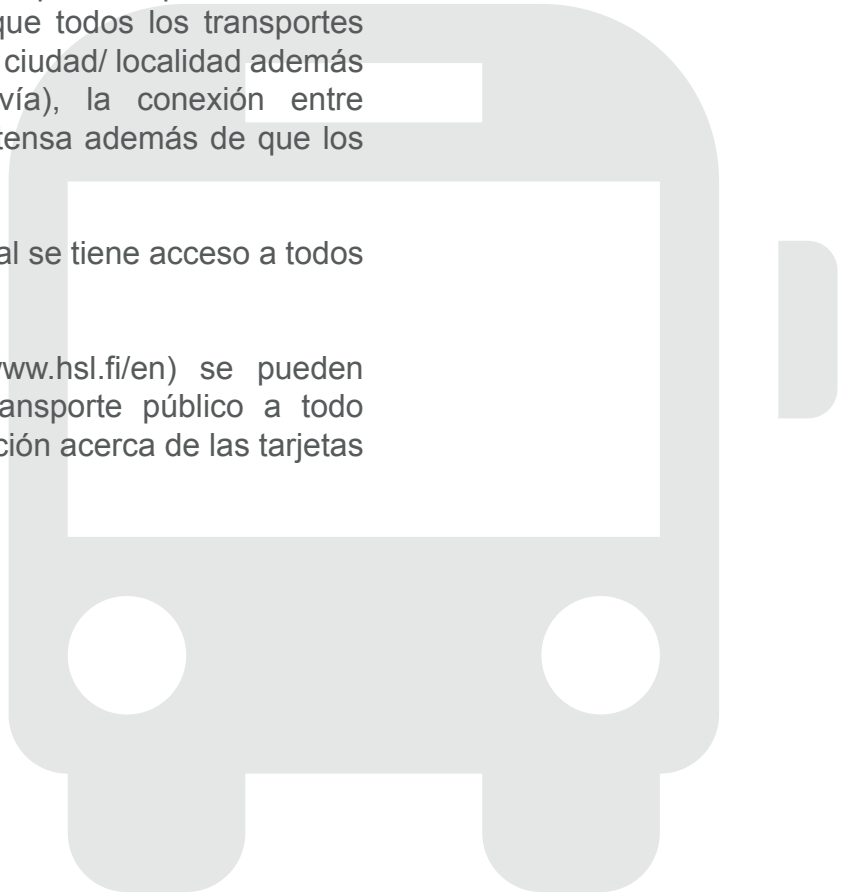 que todos los transportes
ciudad/ localidad además
vía), la conexión entre
tensa además de que los
al se tiene acceso a todos
ww.hsl.fi/en) se pueden
ansporte público a todo
ción acerca de las tarjetas